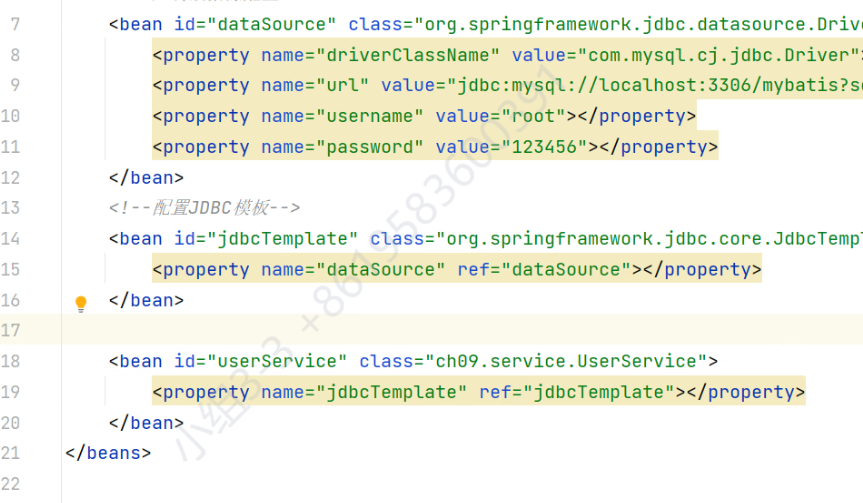 7 <bean id="dataSource" class="org.springframework.jdbc.datasource.Drive
8 <property name="driverClassName" value="com.mysql.cj.jdbc.Driver">
9 <property name="url" value="jdbc:mysql://localhost:3306/mybatis?se
10 <property name="username" value="root"></property>
11 <property name="password" value="123456"></property>
12 </bean>
13 <!--配置JDBC模板-->
14 <bean id="jdbcTemplate" class="org.springframework.jdbc.core.JdbcTempl
15 <property name="dataSource" ref="dataSource"></property>
16 </bean>
17
18 <bean id="userService" class="ch09.service.UserService">
19 <property name="jdbcTemplate" ref="jdbcTemplate"></property>
20 </bean>
21 </beans>
22
小组3-3 +8619583600391